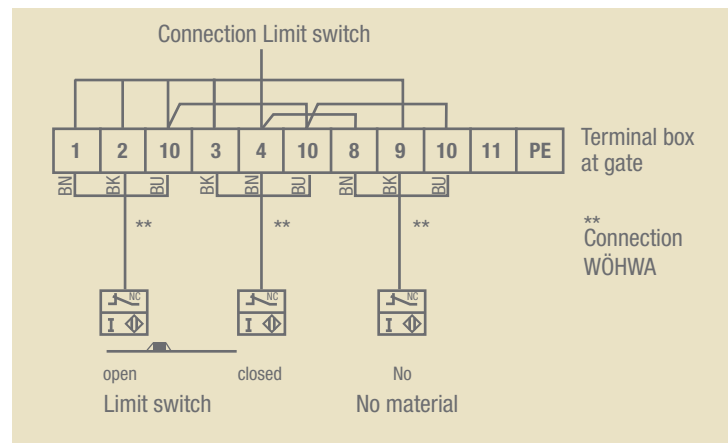 Connection Limit switch
1 2 10 3 4 10 8 9 10 11 PE
Terminal box
at gate
BN BK BU BK BN BU BN BK BU
** ** **
**
Connection
WÖHWA
NC NC NC
I I I
open closed No
Limit switch No material